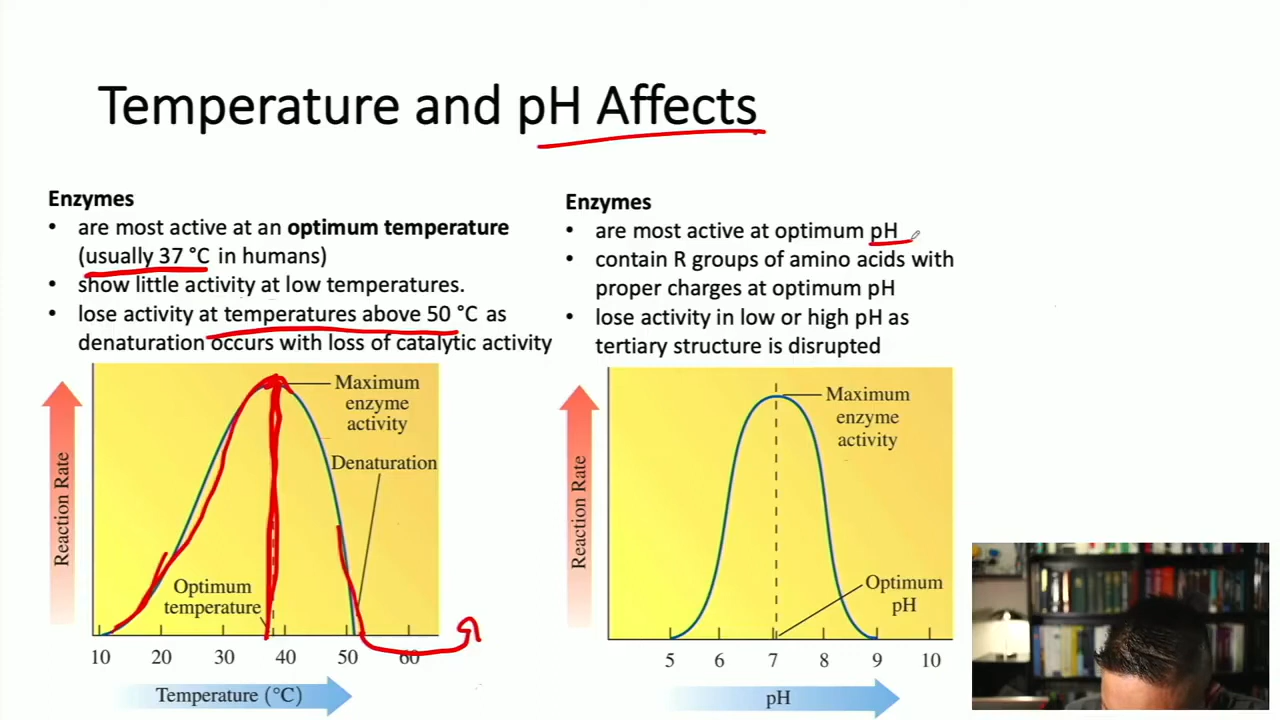 Temperature and pH Affects
Enzymes
• are most active at an optimum temperature
(usually 37 °C in humans)
• show little activity at low temperatures.
• lose activity at temperatures above 50 °C as
denaturation occurs with loss of catalytic activity
Reaction Rate
Maximum
enzyme
activity
Denaturation
Optimum
temperature
10 20 30 40 50 60
Temperature (°C)
Enzymes
• are most active at optimum pH
• contain R groups of amino acids with
proper charges at optimum pH
• lose activity in low or high pH as
tertiary structure is disrupted
Reaction Rate
Maximum
enzyme
activity
Optimum
pH
5 6 7 8 9 10
pH